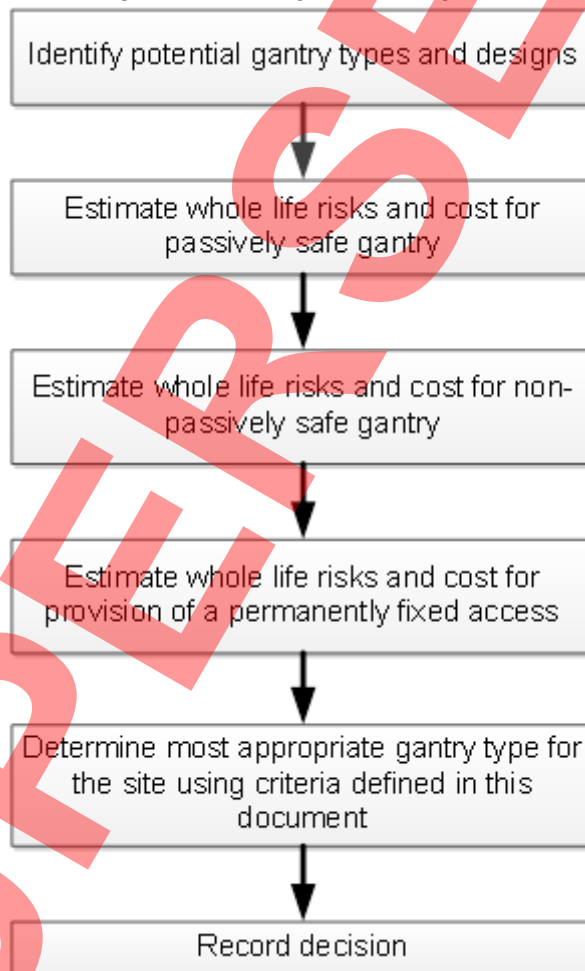 Identify potential gantry types and designs
Estimate whole life risks and cost for
passively safe gantry
Estimate whole life risks and cost for non-
passively safe gantry
Estimate whole life risks and cost for
provision of a permanently fixed access
Determine most appropriate gantry type for
the site using criteria defined in this
document
Record decision
PERSE